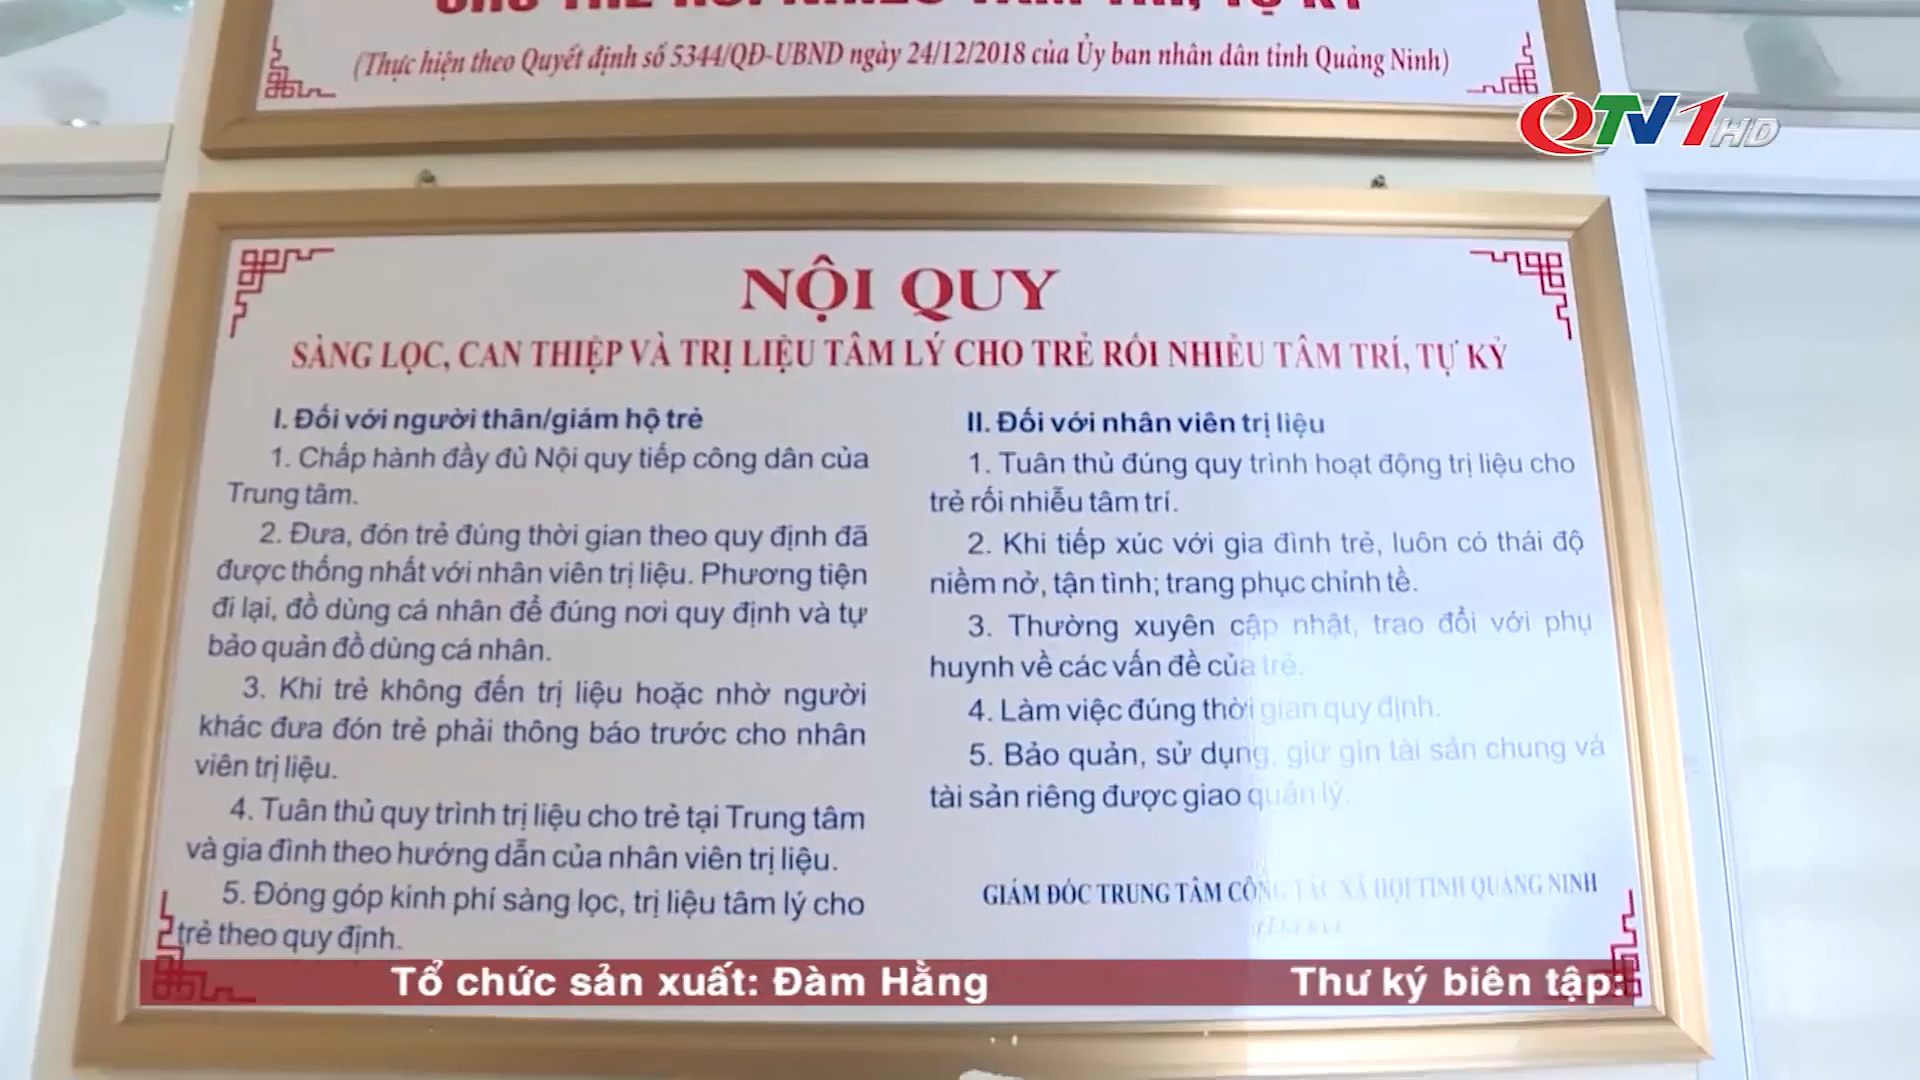 CHO TRẺ RỐI NHIỄU TÂM TRÍ, TỰ KỶ
(Thực hiện theo Quyết định số 5344/QĐ-UBND ngày 24/12/2018 của Ủy ban nhân dân tỉnh Quảng Ninh)
QTV1HD
NỘI QUY
SÀNG LỌC, CAN THIỆP VÀ TRỊ LIỆU TÂM LÝ CHO TRẺ RỐI NHIỄU TÂM TRÍ, TỰ KỶ
I. Đối với người thân/giám hộ trẻ
1. Chấp hành đầy đủ Nội quy tiếp công dân của
Trung tâm.
2. Đưa, đón trẻ đúng thời gian theo quy định đã
được thống nhất với nhân viên trị liệu. Phương tiện
đi lại, đồ dùng cá nhân để đúng nơi quy định và tự
bảo quản đồ dùng cá nhân.
3. Khi trẻ không đến trị liệu hoặc nhờ người
khác đưa đón trẻ phải thông báo trước cho nhân
viên trị liệu.
4. Tuân thủ quy trình trị liệu cho trẻ tại Trung tâm
và gia đình theo hướng dẫn của nhân viên trị liệu.
5. Đóng góp kinh phí sàng lọc, trị liệu tâm lý cho
trẻ theo quy định.
II. Đối với nhân viên trị liệu
1. Tuân thủ đúng quy trình hoạt động trị liệu cho
trẻ rối nhiễu tâm trí.
2. Khi tiếp xúc với gia đình trẻ, luôn có thái độ
niềm nở, tận tình; trang phục chỉnh tề.
3. Thường xuyên cập nhật, trao đổi với phụ
huynh về các vấn đề của trẻ.
4. Làm việc đúng thời gian quy định.
5. Bảo quản, sử dụng, giữ gìn tài sản chung và
tài sản riêng được giao quản lý.
GIÁM ĐỐC TRUNG TÂM CÔNG TÁC XÃ HỘI TỈNH QUẢNG NINH
Tổ chức sản xuất: Đàm Hằng
Thư ký biên tập: